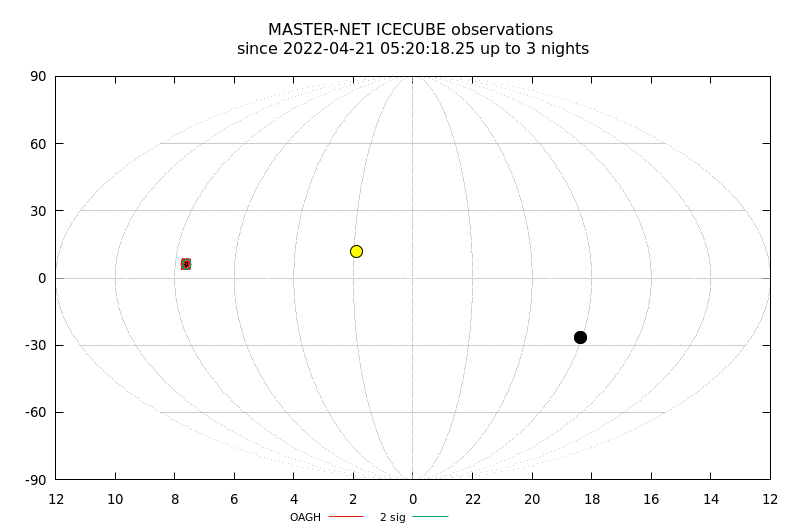 MASTER-NET ICECUBE observations
since 2022-04-21 05:20:18.25 up to 3 nights
90
60
30
0
-30
-60
-90
12 10 8 6 4 2 0 22 20 18 16 14 12
OAGH 2 sig